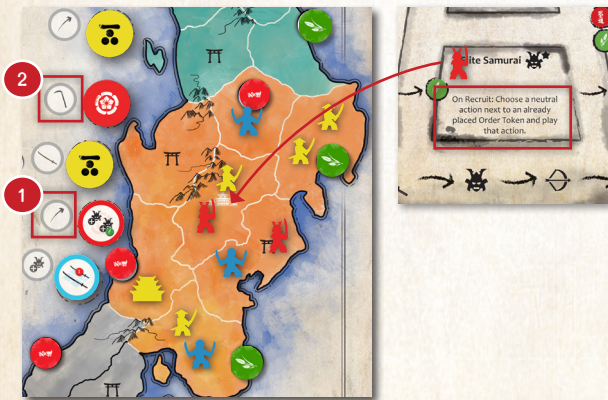 2
1
Elite Samurai
On Recruit: Choose a neutral
action next to an already
placed Order Token and play
that action.